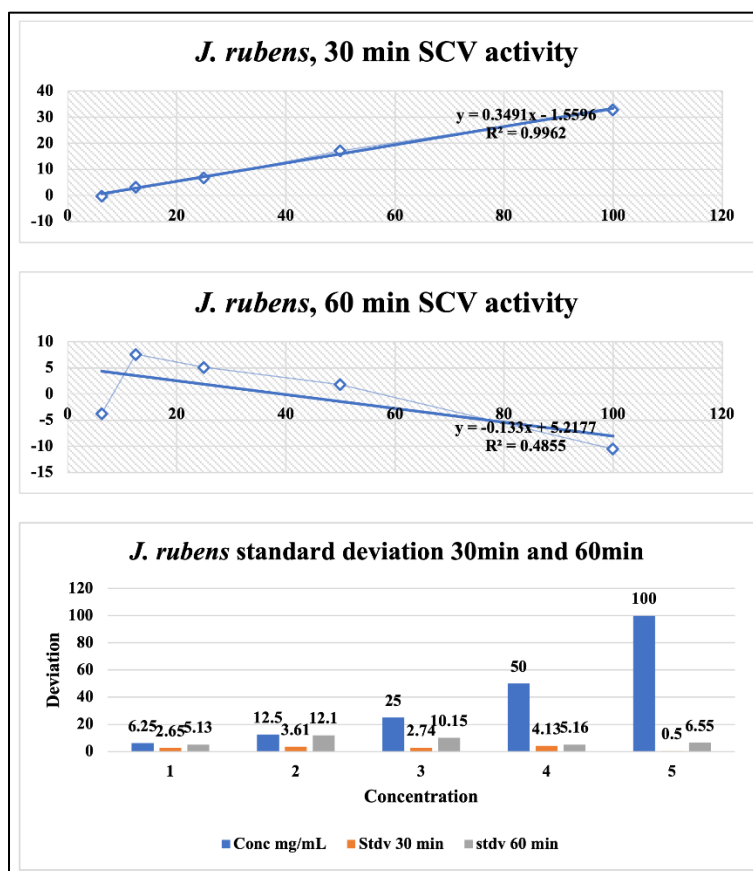 J. rubens, 30 min SCV activity
40
30
20
10
0
-10
y = 0.3491x - 1.5596
R² = 0.9962
0 20 40 60 80 100 120
J. rubens, 60 min SCV activity
10
5
0
-5
-10
-15
0 20 40 60 80 100 120
y = -0.133x + 5.2177
R² = 0.4855
J. rubens standard deviation 30min and 60min
Deviation
120
100
80
60
40
20
0
6.25 2.65 5.13
12.5 3.61 12.1
25 2.74 10.15
50 4.13 5.16
100 0.5 6.55
1 2 3 4 5
Concentration
Conc mg/mL Stdv 30 min stdv 60 min